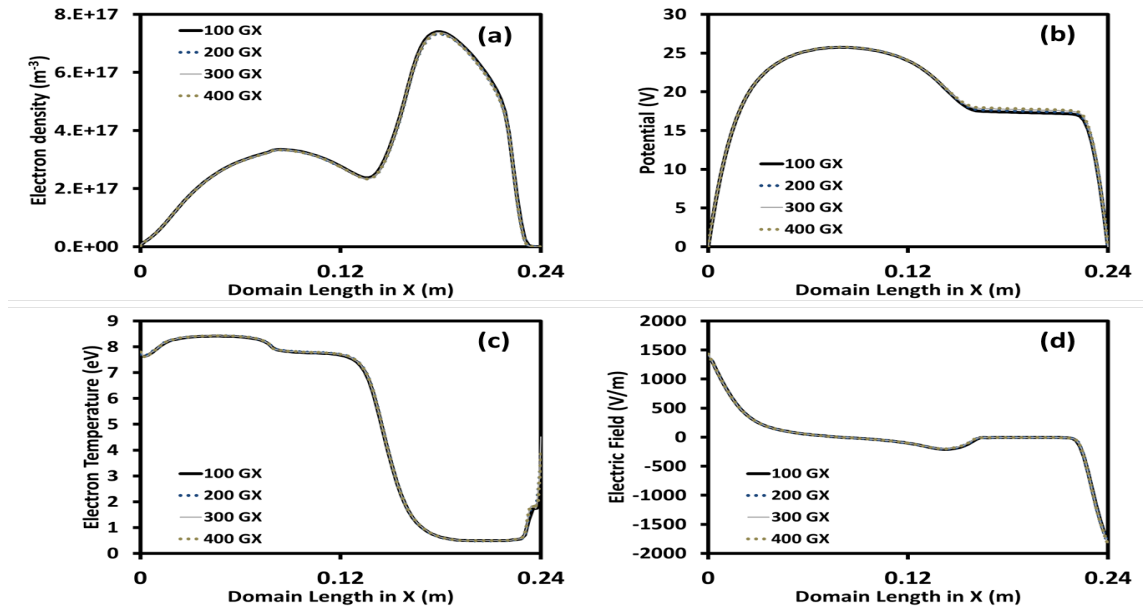 (a)
Electron density (m-3)
8.E+17
6.E+17
4.E+17
2.E+17
0.E+00
100 GX
200 GX
300 GX
400 GX
0
0.12
0.24
Domain Length in X (m)
(b)
Potential (V)
30
25
20
15
10
5
0
100 GX
200 GX
300 GX
400 GX
0
0.12
0.24
Domain Length in X (m)
(c)
Electron Temperature (eV)
9
8
7
6
5
4
3
2
1
0
100 GX
200 GX
300 GX
400 GX
0
0.12
0.24
Domain Length in X (m)
(d)
Electric Field (V/m)
2000
1500
1000
500
0
-500
-1000
-1500
-2000
100 GX
200 GX
300 GX
400 GX
0
0.12
0.24
Domain Length in X (m)